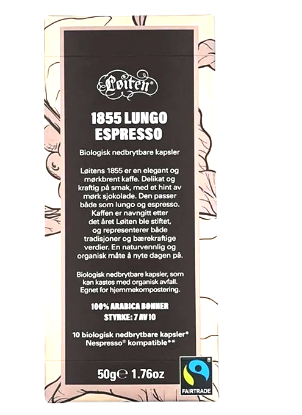 Løiten
1855 LUNGO
ESPRESSO
Biologisk nedbrytbare kapsler
Løitens 1855 er en elegant og
mørkbrent kaffe. Delikat og
kraftig på smak, med et hint av
mørk sjokolade. Den passer
både som lungo og espresso.
Kaffen er navngitt etter
det året Løiten ble stiftet,
og representerer både
tradisjoner og bærekraftige
verdier. En naturvennlig og
organisk måte å nyte dagen på.
Biologisk nedbrytbare kapsler, som
kan kastes med organisk avfall.
Egnet for hjemmekompostering.
100% ARABICA BØNNER
STYRKE: 7 AV 10
10 biologisk nedbrytbare kapsler*
Nespresso® kompatible**
50g℮ 1.76oz
FAIRTRADE